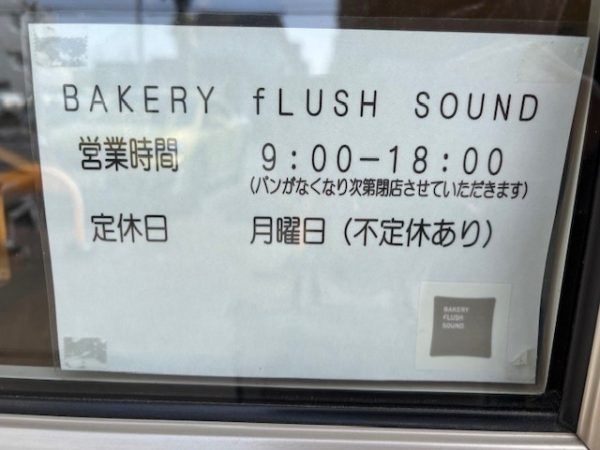 BAKERY fLUSH SOUND
営業時間 9:00-18:00
(パンがなくなり次第閉店させていただきます)
定休日 月曜日(不定休あり)
BAKERY
fLUSH
SOUND